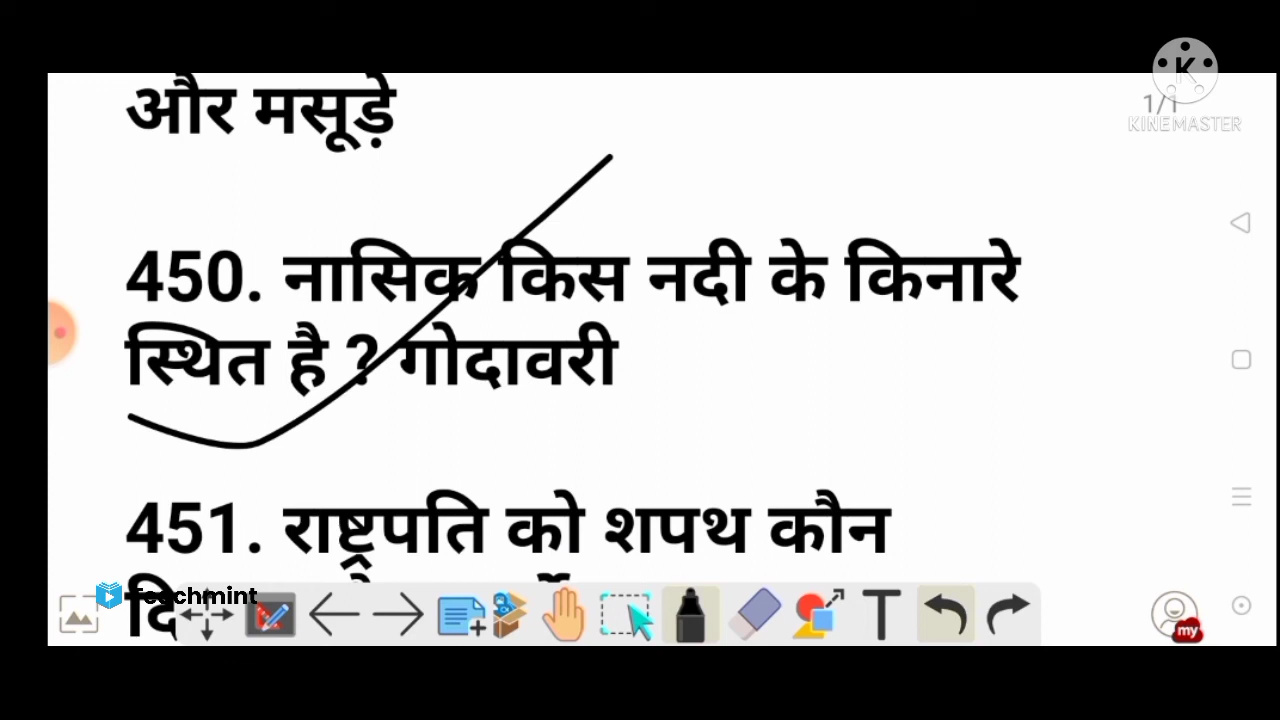 और मसूड़े
1/1
KINEMASTER
450. नासिक किस नदी के किनारे
स्थित है ? गोदावरी
451. राष्ट्रपति को शपथ कौन
Teachmint
my